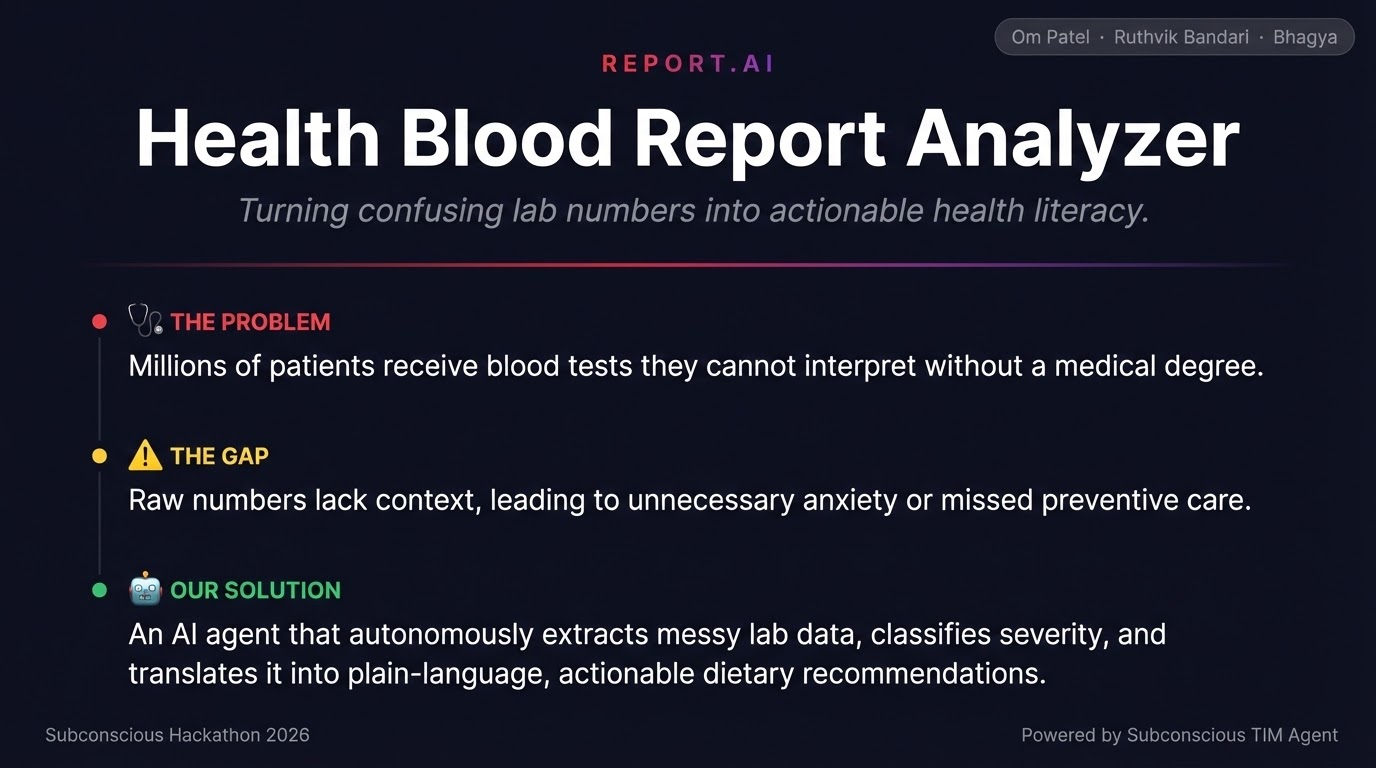 Om Patel · Ruthvik Bandari · Bhagya
REPORT.AI
Health Blood Report Analyzer
Turning confusing lab numbers into actionable health literacy.
THE PROBLEM
Millions of patients receive blood tests they cannot interpret without a medical degree.
THE GAP
Raw numbers lack context, leading to unnecessary anxiety or missed preventive care.
OUR SOLUTION
An AI agent that autonomously extracts messy lab data, classifies severity, and
translates it into plain-language, actionable dietary recommendations.
Subconscious Hackathon 2026
Powered by Subconscious TIM Agent